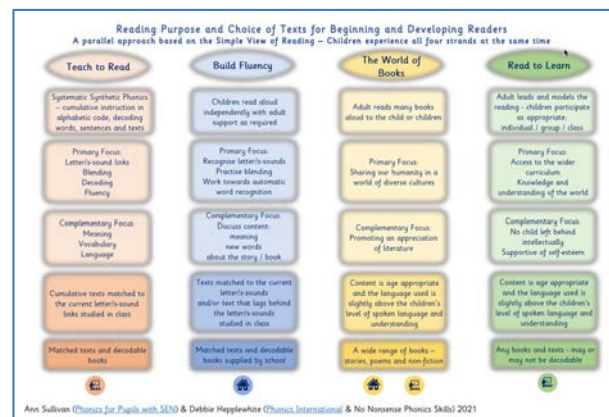 Reading Purpose and Choice of Texts for Beginning and Developing Readers
A parallel approach based on the Simple View of Reading – Children experience all four strands at the same time
Teach to Read
Systematic Synthetic Phonics
– cumulative instruction in
alphabetic code, decoding
words, sentences and texts
Primary Focus:
Letter/s-sound links
Blending
Decoding
Fluency
Complementary Focus:
Meaning
Vocabulary
Language
Cumulative texts matched to
the current letter/s-sound
links studied in class
Matched texts and decodable
books
Build Fluency
Children read aloud
independently with adult
support as required
Primary Focus:
Recognise letter/s-sounds
Practise blending
Work towards automatic
word recognition
Complementary Focus:
Discuss content:
meaning
new words
about the story / book
Texts matched to the current
letter/s-sounds
and/or text that lags behind
the letter/s-sounds
studied in class
Matched texts and decodable
books supplied by school
The World of
Books
Adult reads many books
aloud to the child or children
Primary Focus:
Sharing our humanity in a
world of diverse cultures
Complementary Focus:
Promoting an appreciation
of literature
Content is age appropriate
and the language used is
slightly above the children's
level of spoken language and
understanding
A wide range of books –
stories, poems and non-fiction
Read to Learn
Adult leads and models the
reading - children participate
as appropriate:
individual / group / class
Primary Focus:
Access to the wider
curriculum
Knowledge and
understanding of the world
Complementary Focus:
No child left behind
intellectually
Supportive of self-esteem
Content is age appropriate
and the language used is
slightly above the children's
level of spoken language and
understanding
Any books and texts - may or
may not be decodable
Ann Sullivan (Phonics for Pupils with SEN) & Debbie Hepplewhite (Phonics International & No Nonsense Phonics Skills) 2021